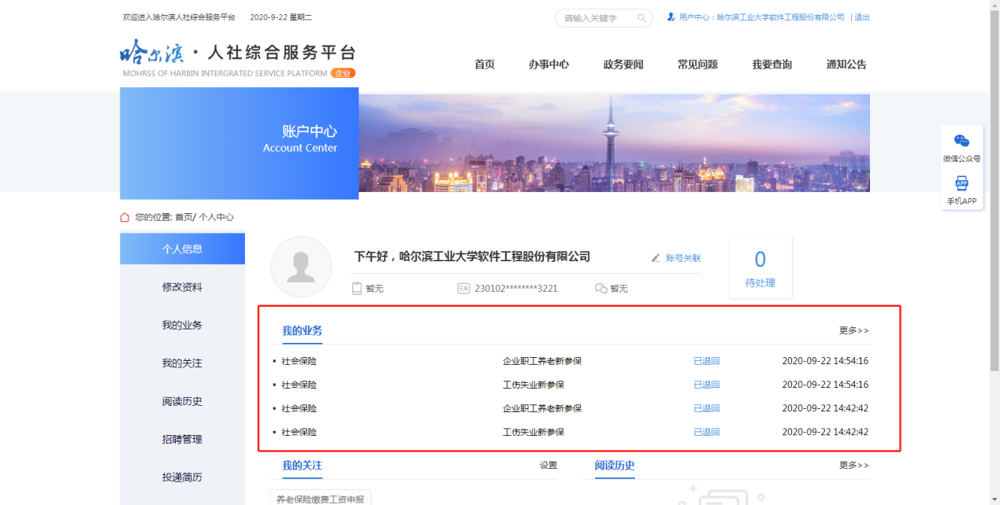 欢迎进入哈尔滨人社综合服务平台 2020-9-22 星期二
请输入关键字
用户中心：哈尔滨工业大学软件工程股份有限公司 | 退出
哈尔滨·人社综合服务平台
MOHRSS OF HARBIN INTERGRATED SERVICE PLATFORM 企业
首页 办事中心 政务要闻 常见问题 我要查询 通知公告
账户中心
Account Center
微信公众号
APP
手机APP
您的位置: 首页/ 个人中心
个人信息
修改资料
我的业务
我的关注
阅读历史
招聘管理
投递简历
下午好，哈尔滨工业大学软件工程股份有限公司
账号关联
暂无 230102********3221 暂无
0
待处理
我的业务 更多>>
▪ 社会保险 企业职工养老新参保 已退回 2020-09-22 14:54:16
▪ 社会保险 工伤失业新参保 已退回 2020-09-22 14:54:16
▪ 社会保险 企业职工养老新参保 已退回 2020-09-22 14:42:42
▪ 社会保险 工伤失业新参保 已退回 2020-09-22 14:42:42
我的关注 设置
阅读历史 更多>>
养老保险缴费工资申报